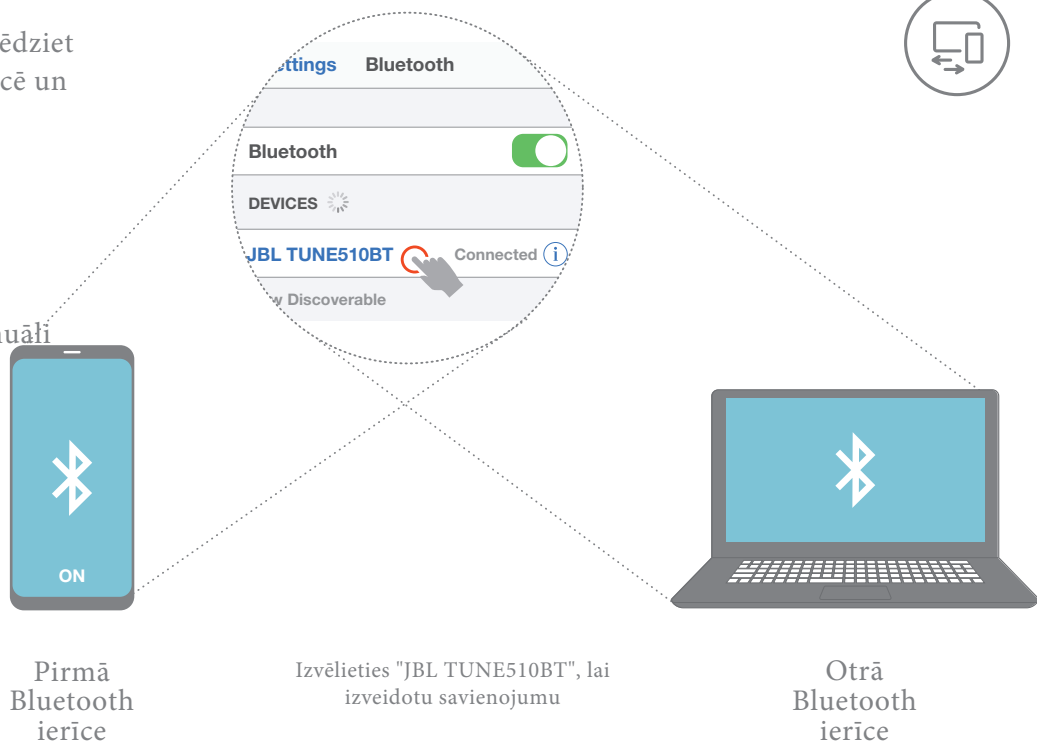 ēdziet
cē un
ettings Bluetooth
Bluetooth
DEVICES
JBL TUNE510BT Connected i
w Discoverable
uāli
ON
Pirmā
Bluetooth
ierīce
Izvēlieties "JBL TUNE510BT", lai
izveidotu savienojumu
Otrā
Bluetooth
ierīce